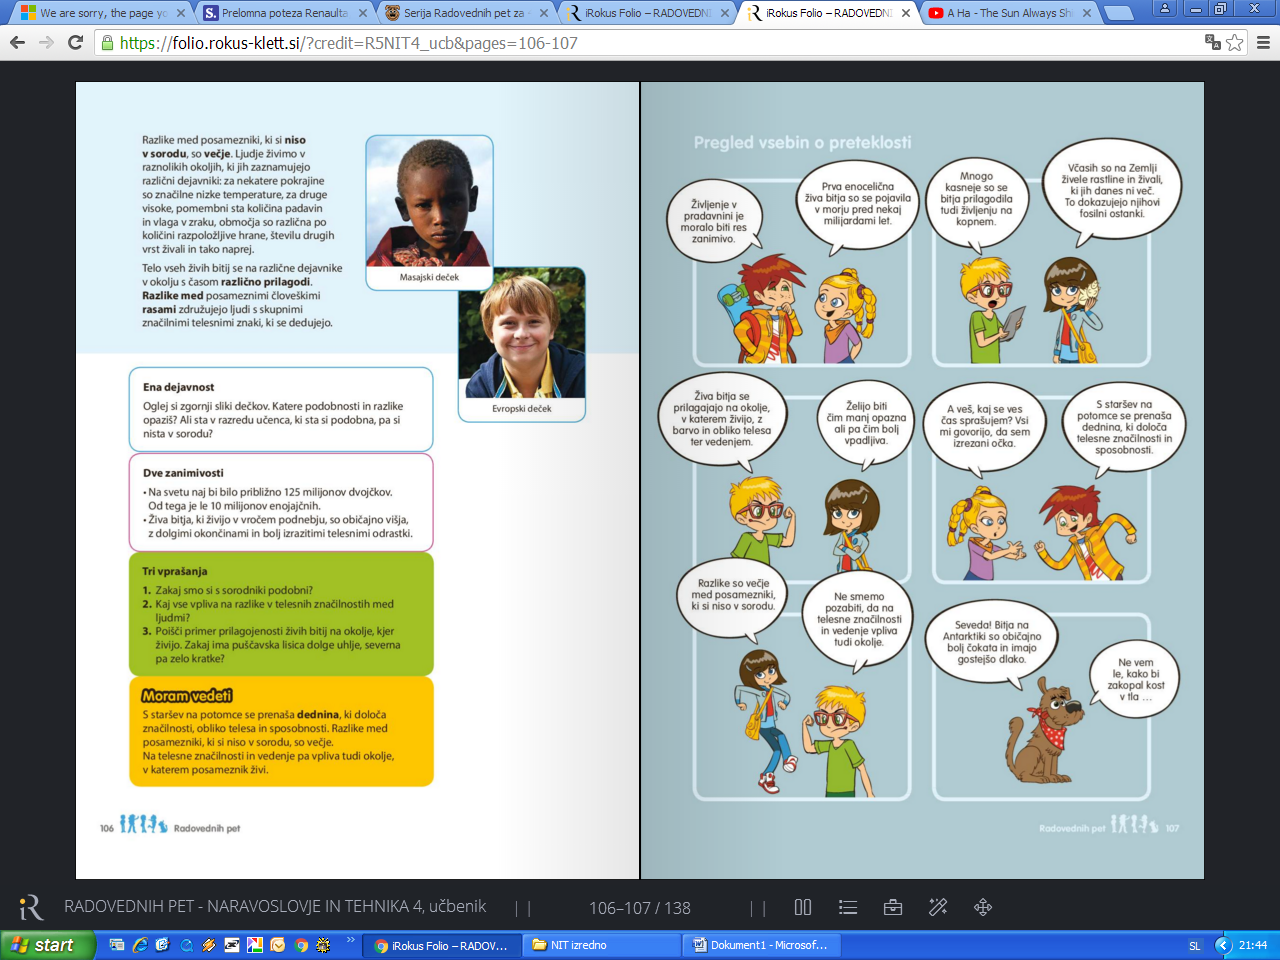 We are sorry, the page yo
Prelomna poteza Renaulta
Serija Radovednih pet za
iRokus Folio – RADOVEDNI
iRokus Folio – RADOVEDNI
A Ha - The Sun Always Sh
https://folio.rokus-klett.si/?credit=R5NIT4_ucb&pages=106-107
Razlike med posamezniki, ki si niso
v sorodu, so večje. Ljudje živimo v
raznolikih okoljih, ki jih zaznamujejo
različni dejavniki: za nekatere pokrajine
so značilne nizke temperature, za druge
visoke, pomembni sta količina padavin
in vlaga v zraku, območja so različna po
količini razpoložljive hrane, številu drugih
vrst živali in tako naprej.
Telo vseh živih bitij se na različne dejavnike
v okolju s časom različno prilagodi.
Razlike med posameznimi človeškimi
rasami združujejo ljudi s skupnimi
značilnimi telesnimi znaki, ki se dedujejo.
Masajski deček
Evropski deček
Ena dejavnost
Oglej si zgornji sliki dečkov. Katere podobnosti in razlike
opaziš? Ali sta v razredu učenca, ki sta si podobna, pa si
nista v sorodu?
Dve zanimivosti
• Na svetu naj bi bilo približno 125 milijonov dvojčkov.
Od tega je le 10 milijonov enojajčnih.
• Živa bitja, ki živijo v vročem podnebju, so običajno višja,
z dolgimi okončinami in bolj izrazitimi telesnimi odrastki.
Tri vprašanja
1. Zakaj smo si s sorodniki podobni?
2. Kaj vse vpliva na razlike v telesnih značilnostih med
ljudmi?
3. Poišči primer prilagojenosti živih bitij na okolje, kjer
živijo. Zakaj ima puščavska lisica dolge uhlje, severna
pa zelo kratke?
Moram vedeti
S staršev na potomce se prenaša dednina, ki določa
značilnosti, obliko telesa in sposobnosti. Razlike med
posamezniki, ki si niso v sorodu, so večje.
Na telesne značilnosti in vedenje pa vpliva tudi okolje,
v katerem posameznik živi.
106 Radovednih pet
Pregled vsebin o preteklosti
Življenje v
pradavnini je
moralo biti res
zanimivo.
Prva enocelična
živa bitja so se pojavila
v morju pred nekaj
milijardami let.
Mnogo
kasneje so se
bitja prilagodila
tudi življenju na
kopnem.
Včasih so na Zemlji
živele rastline in živali,
ki jih danes ni več.
To dokazujejo njihovi
fosilni ostanki.
Živa bitja se
prilagajajo na okolje,
v katerem živijo, z
barvo in obliko telesa
ter vedenjem.
Želijo biti
čim manj opazna
ali pa čim bolj
vpadljiva.
A veš, kaj se ves
čas sprašujem? Vsi
mi govorijo, da sem
izrezani očka.
S staršev na
potomce se prenaša
dednina, ki določa
telesne značilnosti in
sposobnosti.
Razlike so večje
med posamezniki,
ki si niso v sorodu.
Ne smemo
pozabiti, da na
telesne značilnosti
in vedenje vpliva
tudi okolje.
Seveda! Bitja na
Antarktiki so običajno
bolj čokata in imajo
gostejšo dlako.
Ne vem
le, kako bi
zakopal kost
v tla ...
Radovednih pet 107
iR RADOVEDNIH PET - NARAVOSLOVJE IN TEHNIKA 4, učbenik
106–107 / 138
start
iRokus Folio – RADOV...
NIT izredno
Dokument1 - Microsof...
SL
21:44